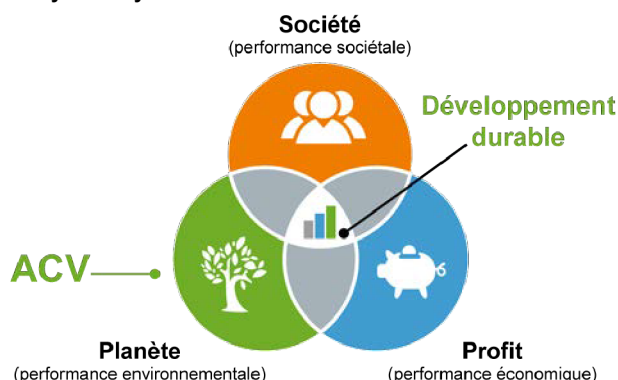 Société
(performance sociétale)
Développement
durable
ACV
Planète
(performance environnementale)
Profit
(performance économique)